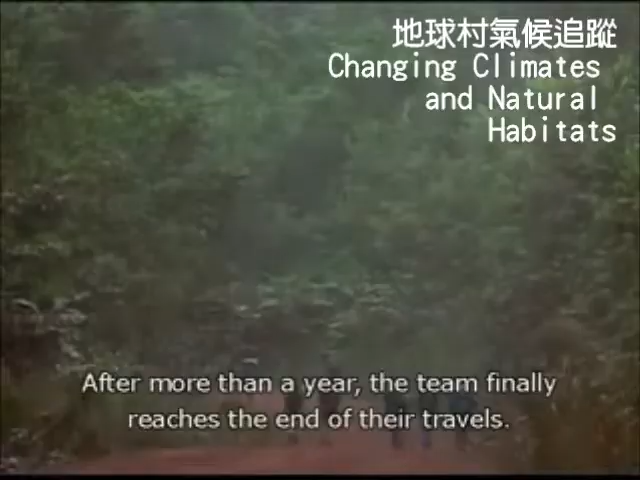 地球村氣候追蹤
Changing Climates
and Natural
Habitats
After more than a year, the team finally
reaches the end of their travels.